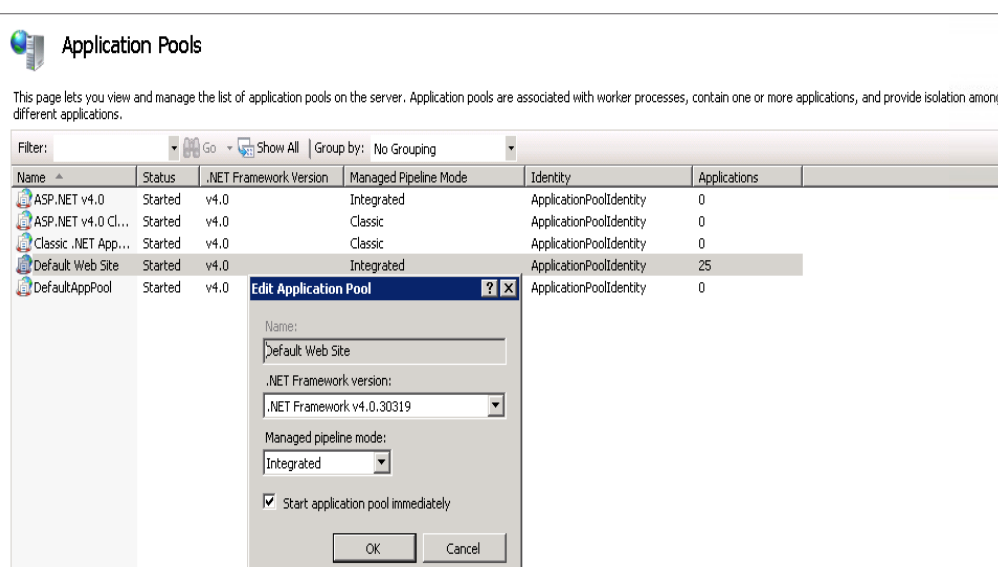 Application Pools
This page lets you view and manage the list of application pools on the server. Application pools are associated with worker processes, contain one or more applications, and provide isolation among
different applications.
Filter: Go Show All Group by: No Grouping
Name Status .NET Framework Version Managed Pipeline Mode Identity Applications
ASP.NET v4.0 Started v4.0 Integrated ApplicationPoolIdentity 0
ASP.NET v4.0 Cl... Started v4.0 Classic ApplicationPoolIdentity 0
Classic .NET App... Started v4.0 Classic ApplicationPoolIdentity 0
Default Web Site Started v4.0 Integrated ApplicationPoolIdentity 25
DefaultAppPool Started v4.0 ApplicationPoolIdentity 0
Edit Application Pool
Name:
Default Web Site
.NET Framework version:
.NET Framework v4.0.30319
Managed pipeline mode:
Integrated
Start application pool immediately
OK Cancel